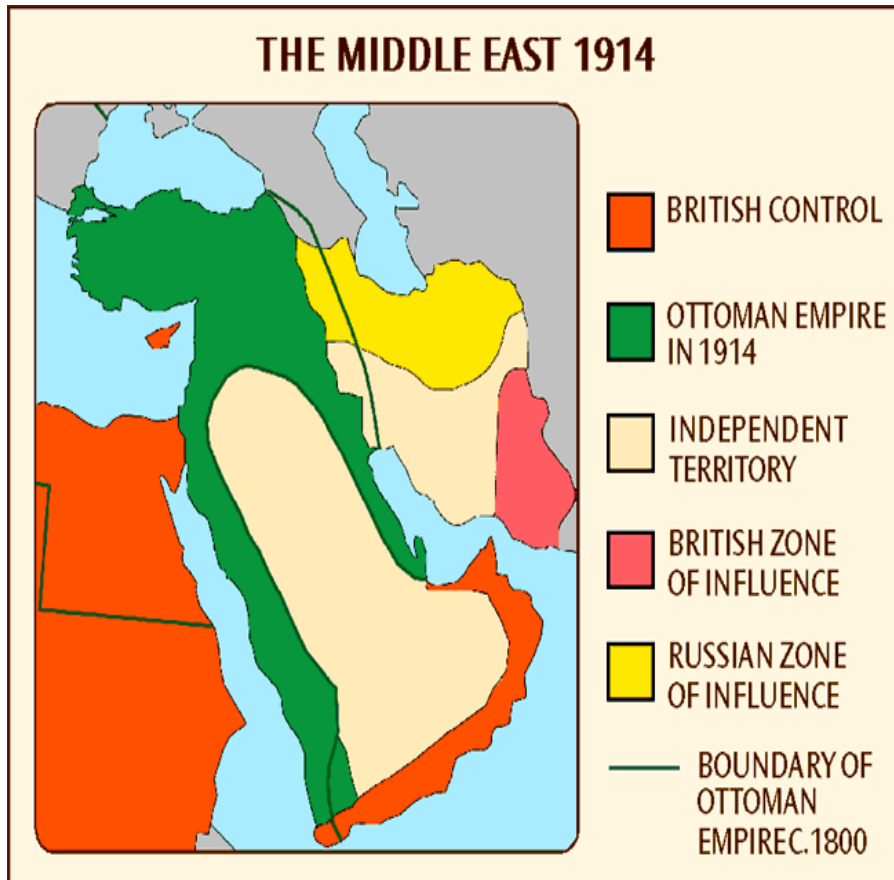 THE MIDDLE EAST 1914
BRITISH CONTROL
OTTOMAN EMPIRE
IN 1914
INDEPENDENT
TERRITORY
BRITISH ZONE
OF INFLUENCE
RUSSIAN ZONE
OF INFLUENCE
BOUNDARY OF
OTTOMAN
EMPIREC.1800